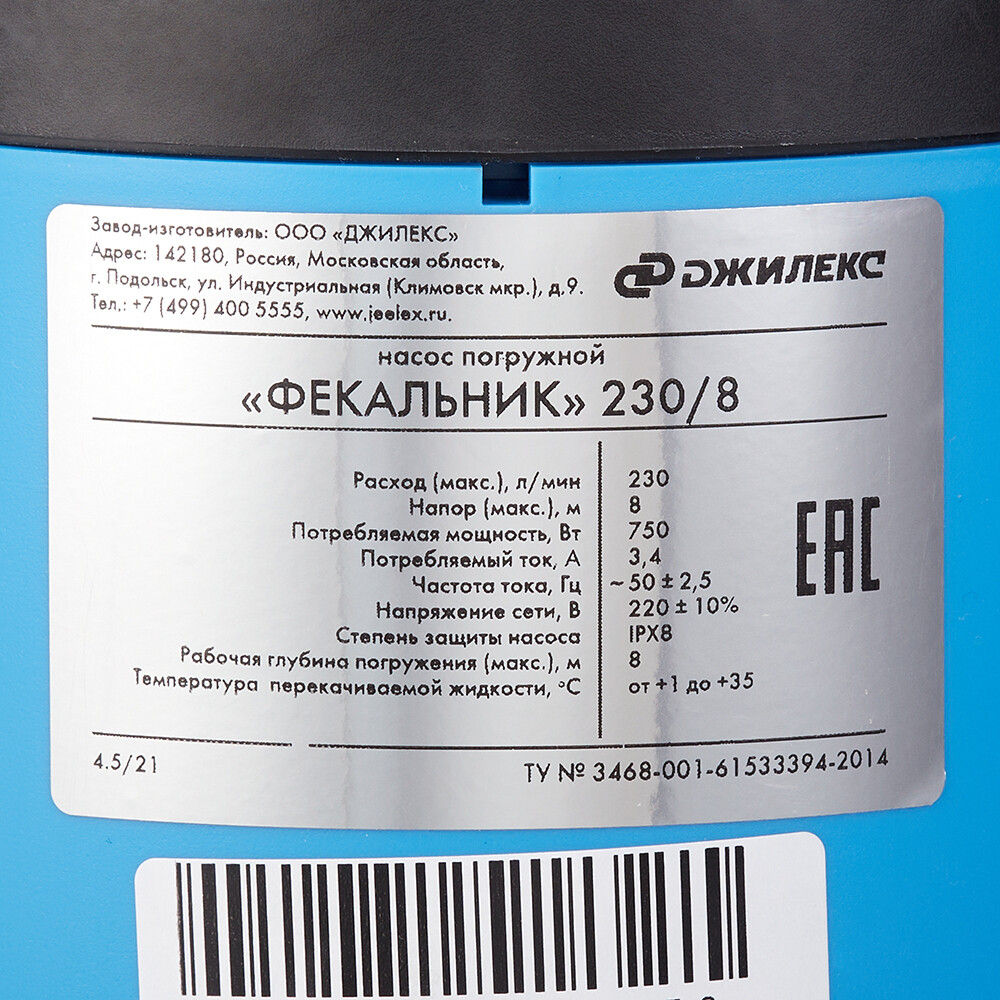 Завод-изготовитель: ООО «ДЖИЛЕКС»
Адрес: 142180, Россия, Московская область,
г. Подольск, ул. Индустриальная (Климовск мкр.), д.9.
Тел.: +7 (499) 400 5555, www.jeelex.ru.
ДЖИЛЕКС
насос погружной
«ФЕКАЛЬНИК» 230/8
Расход (макс.), л/мин 230
Напор (макс.), м 8
Потребляемая мощность, Вт 750
Потребляемый ток, А 3,4
Частота тока, Гц ~50 ± 2,5
Напряжение сети, В 220 ± 10%
Степень защиты насоса IPX8
Рабочая глубина погружения (макс.), м 8
Температура перекачиваемой жидкости, °С от +1 до +35
EAC
4.5/21
ТУ № 3468-001-61533394-2014